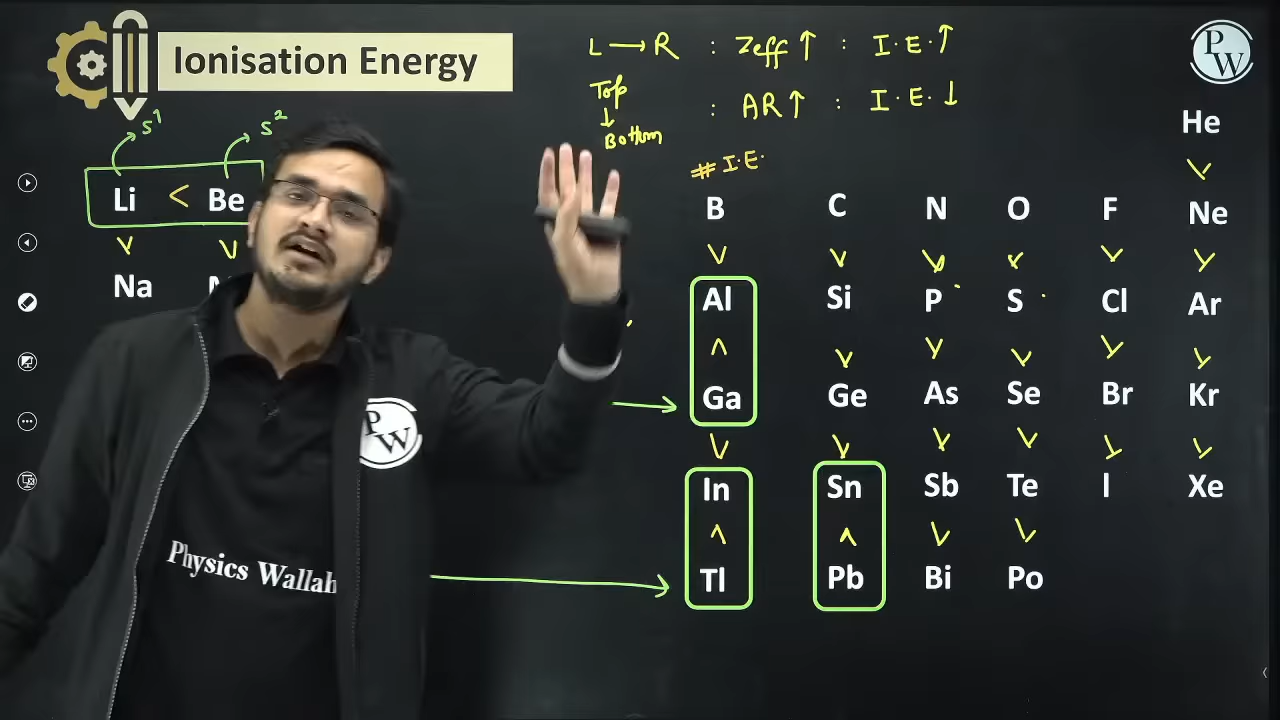 Ionisation Energy
L → R : Zeff ↑ : I.E. ↑
Top ↓ Bottom : AR ↑ : I.E. ↓
PW
He
s¹ s²
# I.E.
Li < Be
B C N O F Ne
Na
Al Si P S Cl Ar
Ga Ge As Se Br Kr
PW
In Sn Sb Te I Xe
Physics Wallah
Tl Pb Bi Po